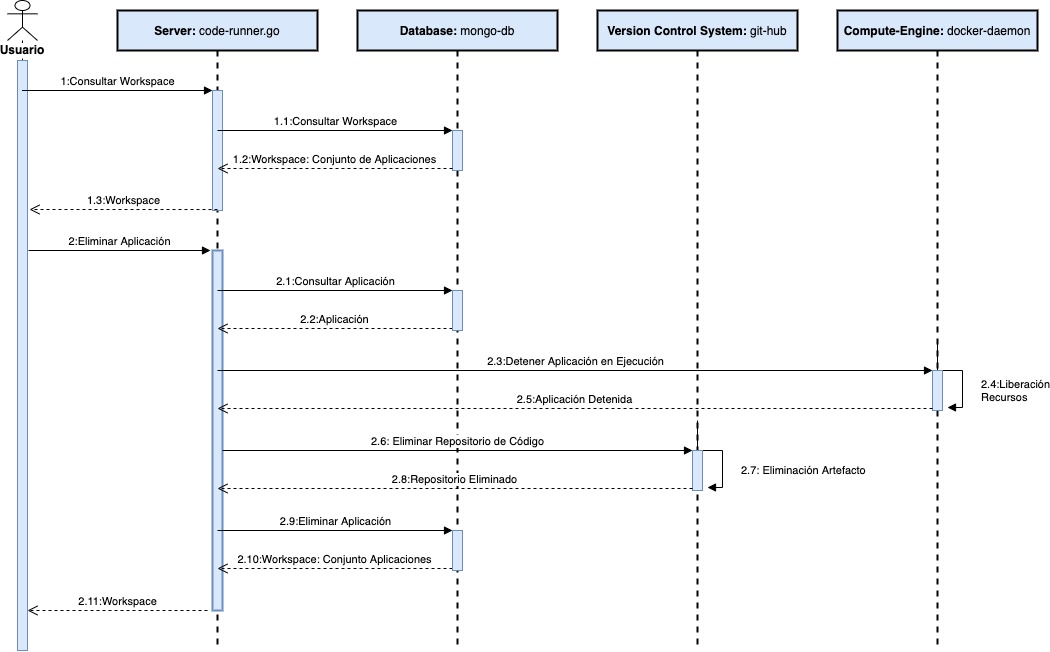 Usuario
Server: code-runner.go
Database: mongo-db
Version Control System: git-hub
Compute-Engine: docker-daemon
1:Consultar Workspace
1.1:Consultar Workspace
1.2:Workspace: Conjunto de Aplicaciones
1.3:Workspace
2:Eliminar Aplicación
2.1:Consultar Aplicación
2.2:Aplicación
2.3:Detener Aplicación en Ejecución
2.4:Liberación
Recursos
2.5:Aplicación Detenida
2.6: Eliminar Repositorio de Código
2.7: Eliminación Artefacto
2.8:Repositorio Eliminado
2.9:Eliminar Aplicación
2.10:Workspace: Conjunto Aplicaciones
2.11:Workspace